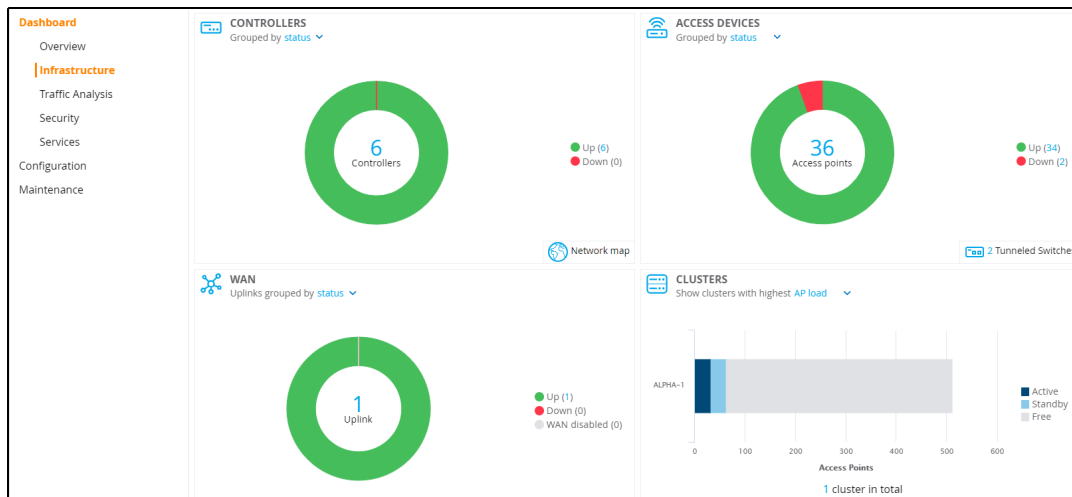 Dashboard
Overview
Infrastructure
Traffic Analysis
Security
Services
Configuration
Maintenance
CONTROLLERS
Grouped by status
6
Controllers
Up (6)
Down (0)
Network map
ACCESS DEVICES
Grouped by status
36
Access points
Up (34)
Down (2)
2 Tunneled Switches
WAN
Uplinks grouped by status
1
Uplink
Up (1)
Down (0)
WAN disabled (0)
CLUSTERS
Show clusters with highest AP load
ALPHA-1
Active
Standby
Free
0 100 200 300 400 500 600
Access Points
1 cluster in total